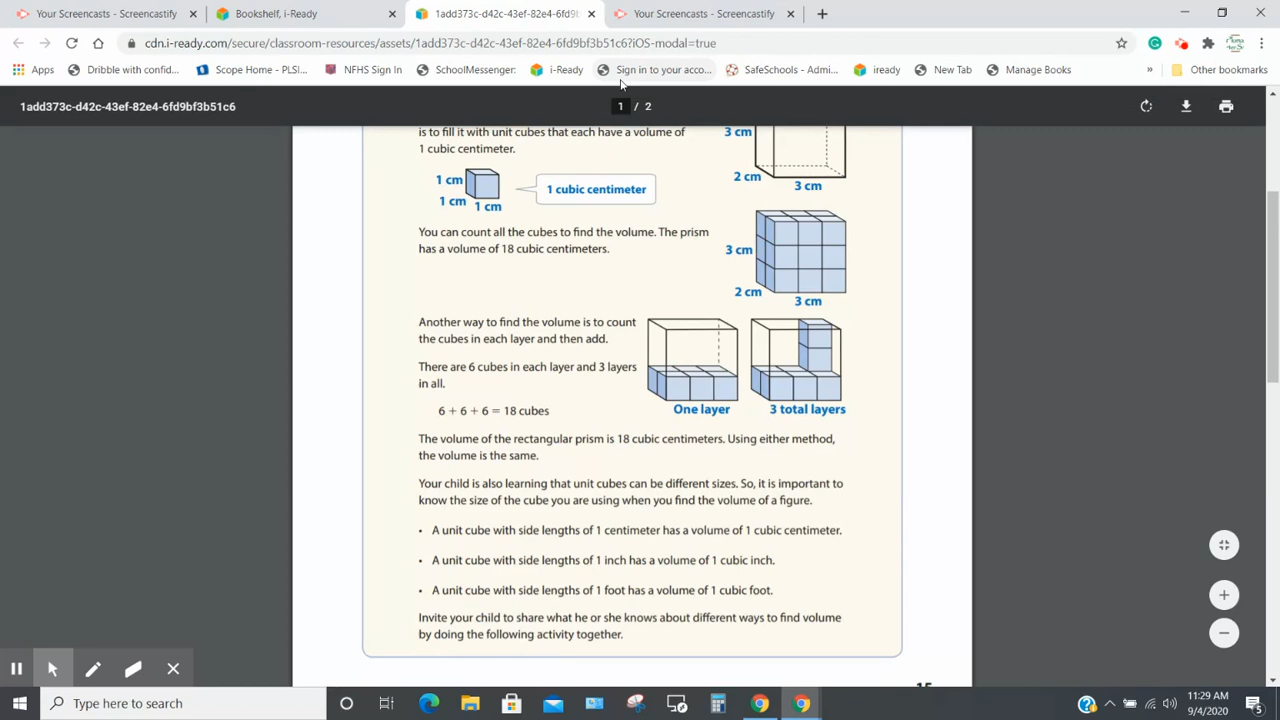 Your Screencasts - Screencastify
Bookshelf, i-Ready
1add373c-d42c-43ef-82e4-6fd9b
Your Screencasts - Screencastify
cdn.i-ready.com/secure/classroom-resources/assets/1add373c-d42c-43ef-82e4-6fd9bf3b51c6?iOS-modal=true
Apps
Dribble with confid...
Scope Home - PLSI...
NFHS Sign In
SchoolMessenger:
i-Ready
Sign in to your acco...
SafeSchools - Admi...
iready
New Tab
Manage Books
»
Other bookmarks
1add373c-d42c-43ef-82e4-6fd9bf3b51c6
1 / 2
is to fill it with unit cubes that each have a volume of
1 cubic centimeter.
3 cm
2 cm
3 cm
1 cm
1 cm
1 cm
1 cubic centimeter
You can count all the cubes to find the volume. The prism
has a volume of 18 cubic centimeters.
3 cm
2 cm
3 cm
Another way to find the volume is to count
the cubes in each layer and then add.
There are 6 cubes in each layer and 3 layers
in all.
6 + 6 + 6 = 18 cubes
One layer
3 total layers
The volume of the rectangular prism is 18 cubic centimeters. Using either method,
the volume is the same.
Your child is also learning that unit cubes can be different sizes. So, it is important to
know the size of the cube you are using when you find the volume of a figure.
• A unit cube with side lengths of 1 centimeter has a volume of 1 cubic centimeter.
• A unit cube with side lengths of 1 inch has a volume of 1 cubic inch.
• A unit cube with side lengths of 1 foot has a volume of 1 cubic foot.
Invite your child to share what he or she knows about different ways to find volume
by doing the following activity together.
15
Type here to search
11:29 AM
9/4/2020
5